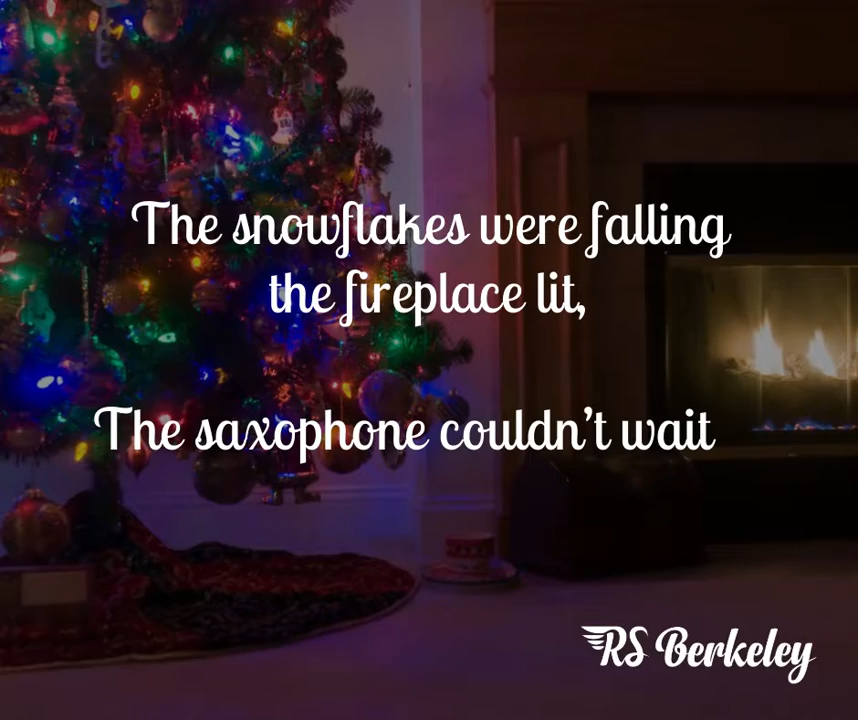 The snowflakes were falling
the fireplace lit,
The saxophone couldn't wait
RS Berkeley